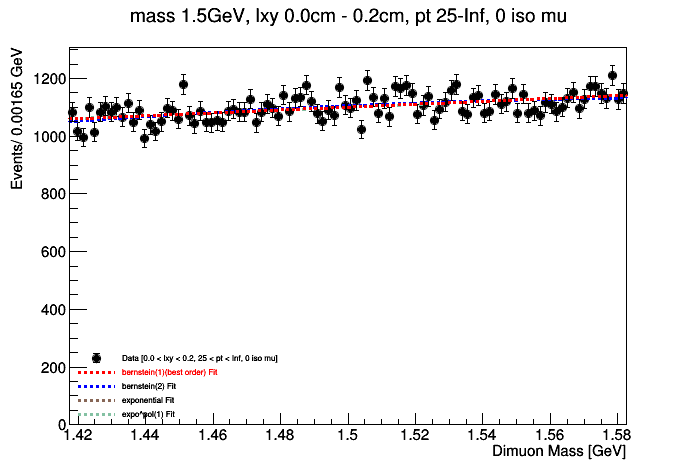 mass 1.5GeV, lxy 0.0cm - 0.2cm, pt 25-Inf, 0 iso mu
Events/ 0.00165 GeV
1200
1000
800
600
400
200
0
Data [0.0 < lxy < 0.2, 25 < pt < Inf, 0 iso mu]
bernstein(1)(best order) Fit
bernstein(2) Fit
exponential Fit
expo*pol(1) Fit
1.42 1.44 1.46 1.48 1.5 1.52 1.54 1.56 1.58
Dimuon Mass [GeV]